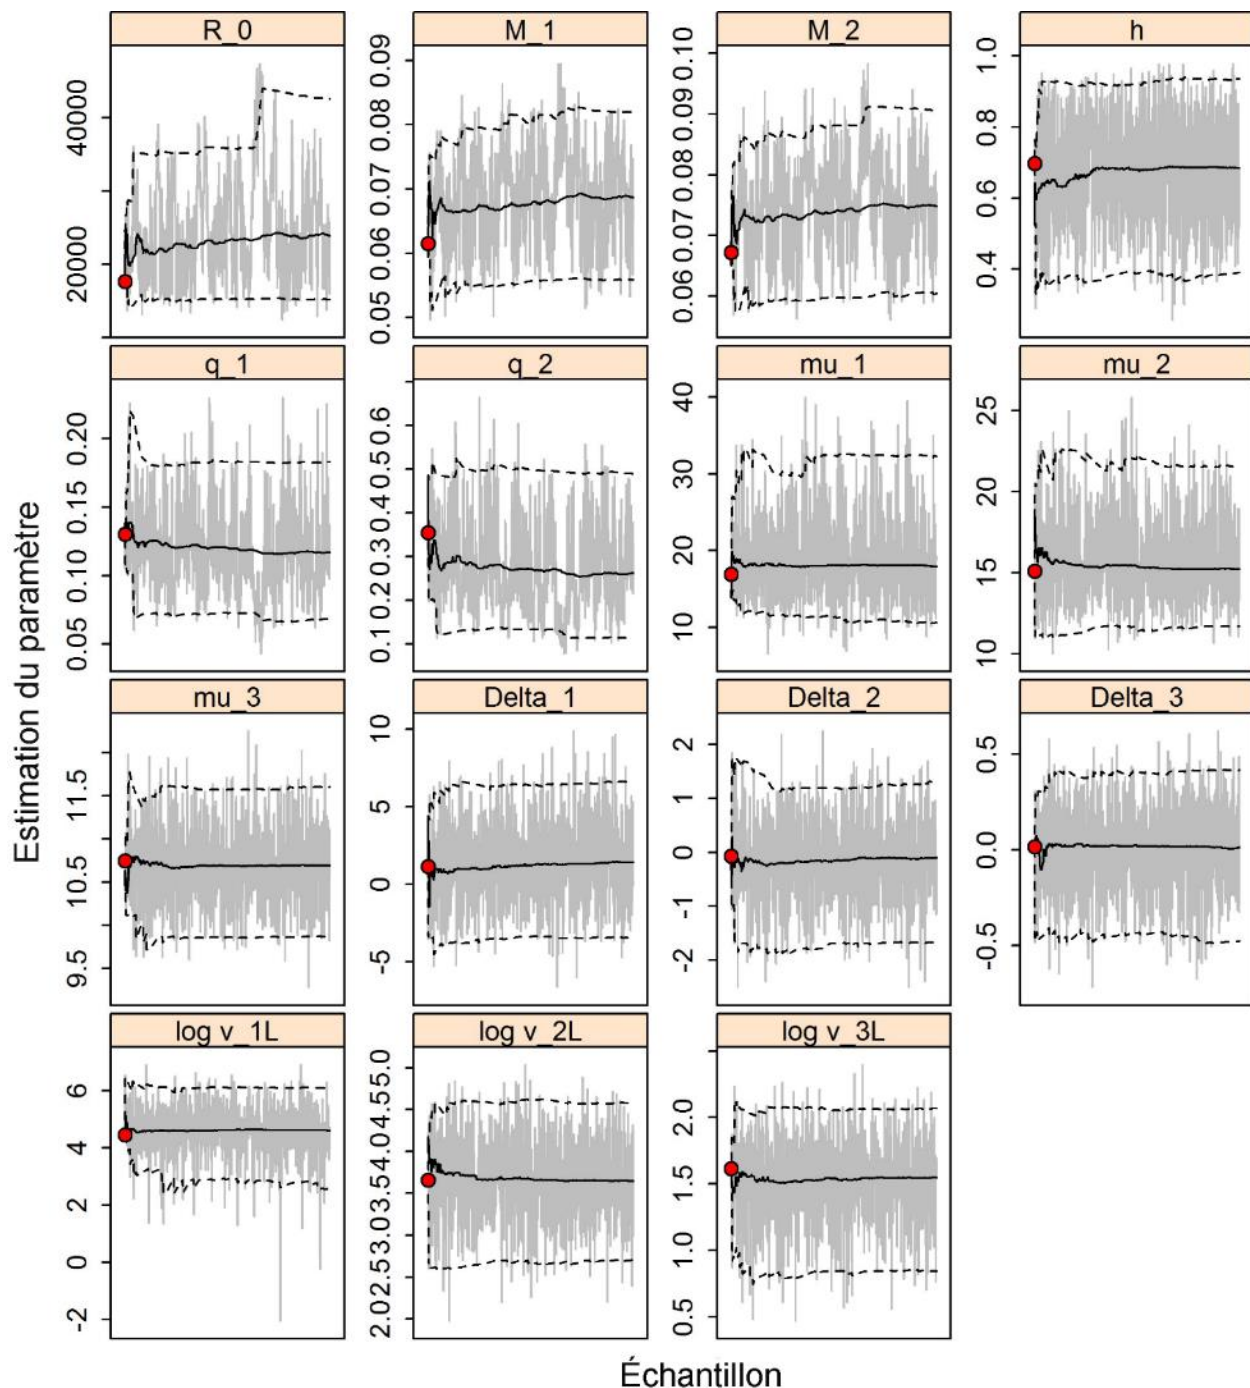 R_0 M_1 M_2 h
20000 40000
0.05 0.06 0.07 0.08 0.09
0.06 0.07 0.08 0.09 0.10
0.4 0.6 0.8 1.0
q_1 q_2 mu_1 mu_2
0.05 0.10 0.15 0.20
0.1 0.2 0.3 0.4 0.5 0.6
10 20 30 40
10 15 20 25
Estimation du paramètre
mu_3 Delta_1 Delta_2 Delta_3
9.5 10.5 11.5
-5 0 5 10
-2 -1 0 1 2
-0.5 0.0 0.5
log v_1L log v_2L log v_3L
-2 0 2 4 6
2.0 2.5 3.0 3.5 4.0 4.5 5.0
0.5 1.0 1.5 2.0
Échantillon